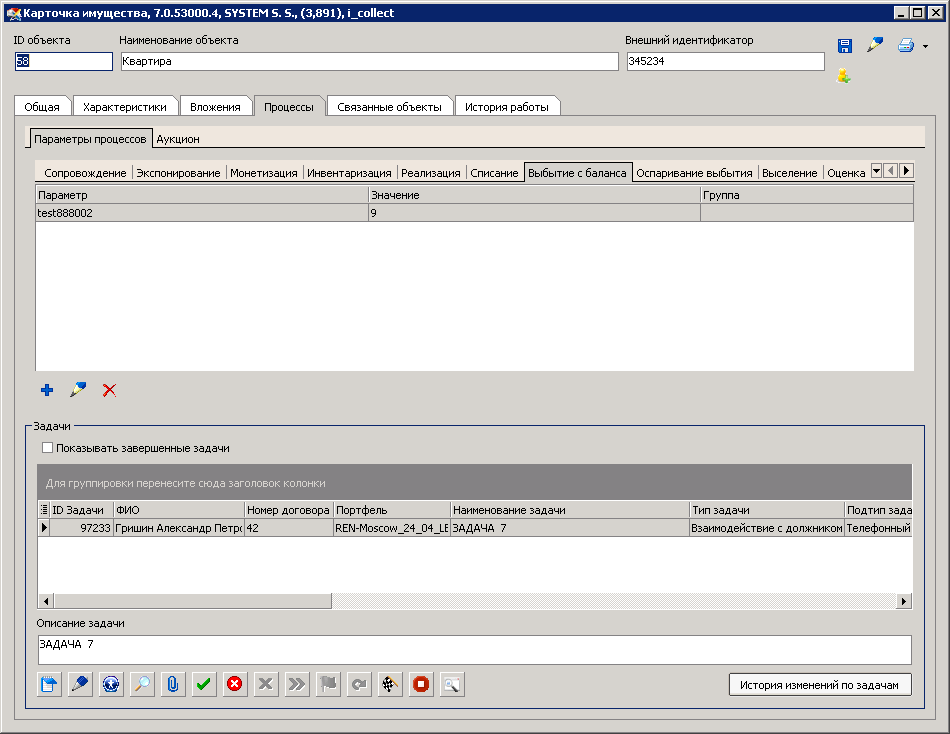 Карточка имущества, 7.0.53000.4, SYSTEM S. S., (3,891), i_collect
ID объекта Наименование объекта Внешний идентификатор
58 Квартира 345234
Общая Характеристики Вложения Процессы Связанные объекты История работы
Параметры процессов Аукцион
Сопровождение Экспонирование Монетизация Инвентаризация Реализация Списание Выбытие с баланса Оспаривание выбытия Выселение Оценка
Параметр Значение Группа
test888002 9
Задачи
Показывать завершенные задачи
Для группировки перенесите сюда заголовок колонки
ID Задачи ФИО Номер договора Портфель Наименование задачи Тип задачи Подтип зада
97233 Гришин Александр Петро 42 REN-Moscow_24_04_LE ЗАДАЧА 7 Взаимодействие с должником Телефонный
Описание задачи
ЗАДАЧА 7
История изменений по задачам